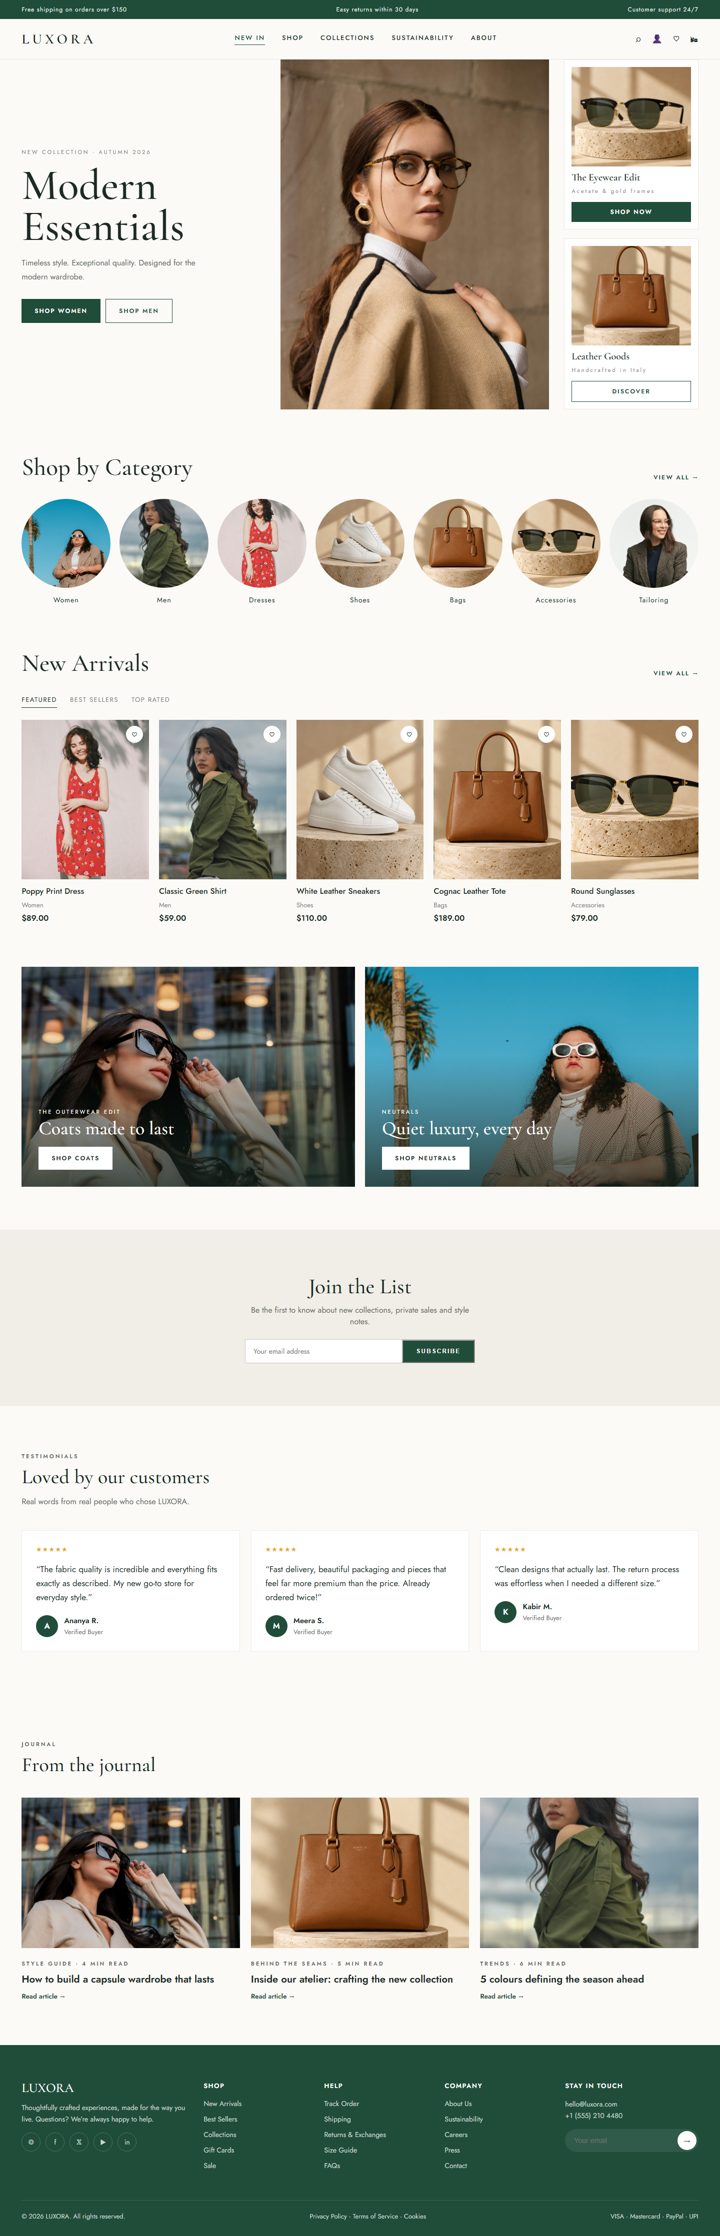 Free shipping on orders over $150
Easy returns within 30 days
Customer support 24/7
LUXORA
NEW IN
SHOP
COLLECTIONS
SUSTAINABILITY
ABOUT
NEW COLLECTION · AUTUMN 2026
Modern
Essentials
Timeless style. Exceptional quality. Designed for the
modern wardrobe.
SHOP WOMEN
SHOP MEN
The Eyewear Edit
Acetate & gold frames
SHOP NOW
Leather Goods
Handcrafted in Italy
DISCOVER
Shop by Category
VIEW ALL →
Women
Men
Dresses
Shoes
Bags
Accessories
Tailoring
New Arrivals
VIEW ALL →
FEATURED
BEST SELLERS
TOP RATED
Poppy Print Dress
Women
$89.00
Classic Green Shirt
Men
$59.00
White Leather Sneakers
Shoes
$110.00
Cognac Leather Tote
Bags
$189.00
Round Sunglasses
Accessories
$79.00
THE OUTERWEAR EDIT
Coats made to last
SHOP COATS
NEUTRALS
Quiet luxury, every day
SHOP NEUTRALS
Join the List
Be the first to know about new collections, private sales and style
notes.
Your email address
SUBSCRIBE
TESTIMONIALS
Loved by our customers
Real words from real people who chose LUXORA.
★★★★★
“The fabric quality is incredible and everything fits
exactly as described. My new go-to store for
everyday style.”
A
Ananya R.
Verified Buyer
★★★★★
“Fast delivery, beautiful packaging and pieces that
feel far more premium than the price. Already
ordered twice!”
M
Meera S.
Verified Buyer
★★★★★
“Clean designs that actually last. The return process
was effortless when I needed a different size.”
K
Kabir M.
Verified Buyer
JOURNAL
From the journal
STYLE GUIDE · 4 MIN READ
How to build a capsule wardrobe that lasts
Read article →
BEHIND THE SEAMS · 5 MIN READ
Inside our atelier: crafting the new collection
Read article →
TRENDS · 6 MIN READ
5 colours defining the season ahead
Read article →
LUXORA
Thoughtfully crafted experiences, made for the way you
live. Questions? We're always happy to help.
f
in
SHOP
New Arrivals
Best Sellers
Collections
Gift Cards
Sale
HELP
Track Order
Shipping
Returns & Exchanges
Size Guide
FAQs
COMPANY
About Us
Sustainability
Careers
Press
Contact
STAY IN TOUCH
hello@luxora.com
+1 (555) 210 4480
Your email
→
© 2026 LUXORA. All rights reserved.
Privacy Policy · Terms of Service · Cookies
VISA · Mastercard · PayPal · UPI